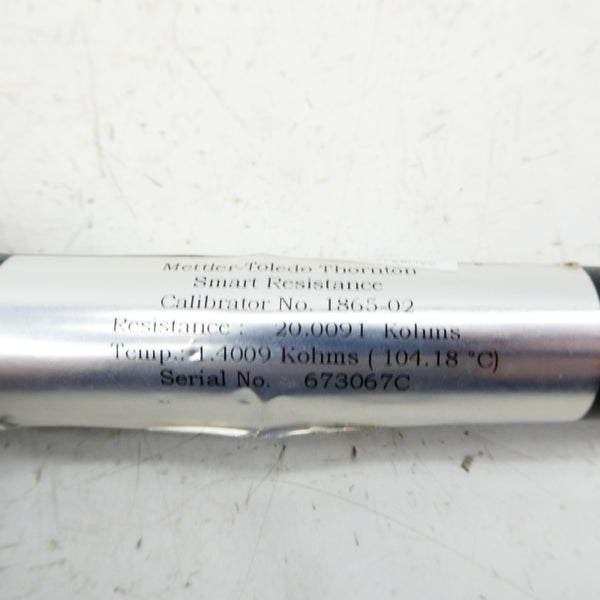 Mettler-Toledo Thornton
Smart Resistance
Calibrator No. 1865-02
Resistance : 20.0091 Kohms
Temp.: 1.4009 Kohms ( 104.18 °C)
Serial No. 673067C